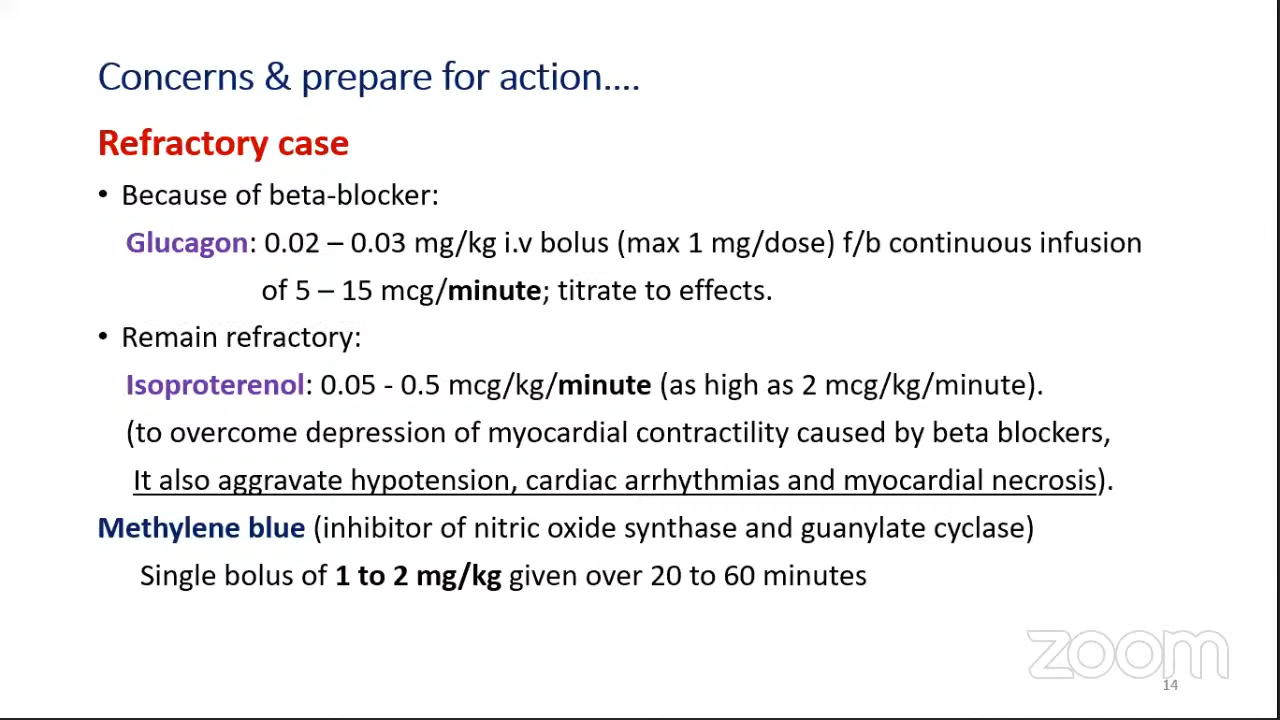 Concerns & prepare for action....
Refractory case
• Because of beta-blocker:
Glucagon: 0.02 – 0.03 mg/kg i.v bolus (max 1 mg/dose) f/b continuous infusion
of 5 – 15 mcg/minute; titrate to effects.
• Remain refractory:
Isoproterenol: 0.05 - 0.5 mcg/kg/minute (as high as 2 mcg/kg/minute).
(to overcome depression of myocardial contractility caused by beta blockers,
It also aggravate hypotension, cardiac arrhythmias and myocardial necrosis).
Methylene blue (inhibitor of nitric oxide synthase and guanylate cyclase)
Single bolus of 1 to 2 mg/kg given over 20 to 60 minutes
zoom
14